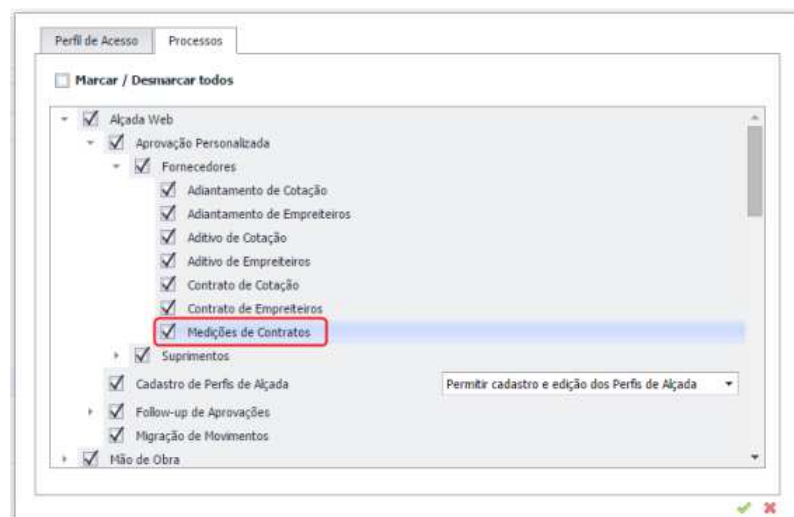 Perfil de Acesso Processos
Marcar / Desmarcar todos
Alçada Web
Aprovação Personalizada
Fornecedores
Adiantamento de Cotação
Adiantamento de Empreiteiros
Aditivo de Cotação
Aditivo de Empreiteiros
Contrato de Cotação
Contrato de Empreteiros
Medições de Contratos
Suprimentos
Cadastro de Perfis de Alçada Permitir cadastro e edição dos Perfis de Alçada
Follow-up de Aprovações
Migração de Movimentos
Mão de Obra